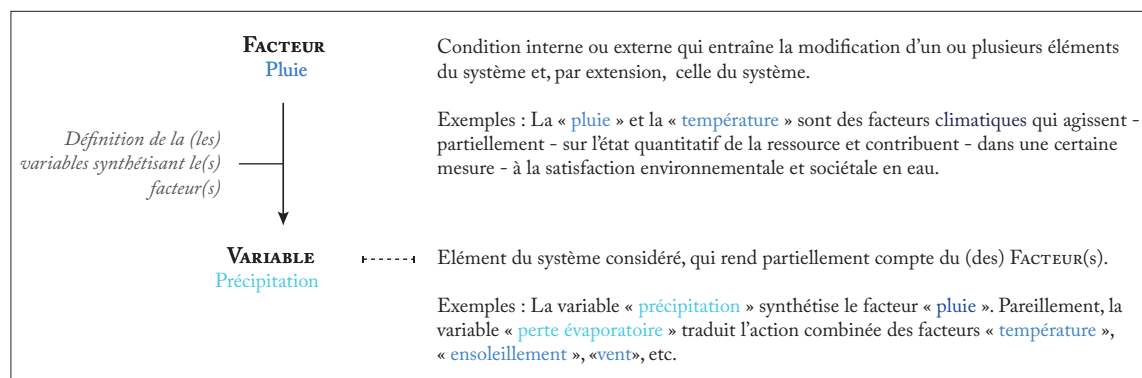 FACTEUR
Pluie
Condition interne ou externe qui entraîne la modification d'un ou plusieurs éléments
du système et, par extension, celle du système.
Exemples : La « pluie » et la « température » sont des facteurs climatiques qui agissent -
partiellement - sur l'état quantitatif de la ressource et contribuent - dans une certaine
mesure - à la satisfaction environnementale et sociétale en eau.
Définition de la (les)
variables synthétisant le(s)
facteur(s)
VARIABLE
Précipitation
Elément du système considéré, qui rend partiellement compte du (des) FACTEUR(s).
Exemples : La variable « précipitation » synthétise le facteur « pluie ». Pareillement, la
variable « perte évaporatoire » traduit l'action combinée des facteurs « température »,
« ensoleillement », «vent», etc.